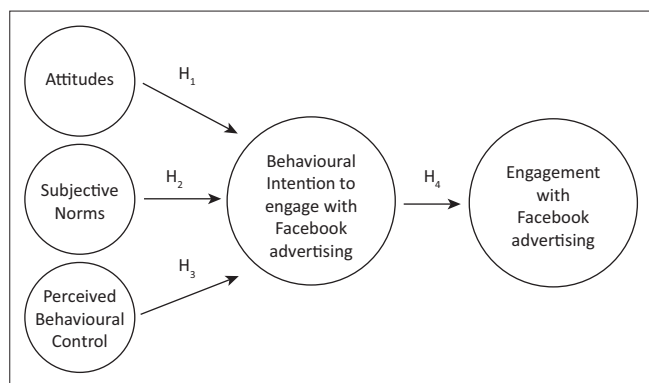 Attitudes
H1
Subjective
Norms
H2
Perceived
Behavioural
Control
H3
Behavioural
Intention to
engage with
Facebook
advertising
H4
Engagement
with
Facebook
advertising